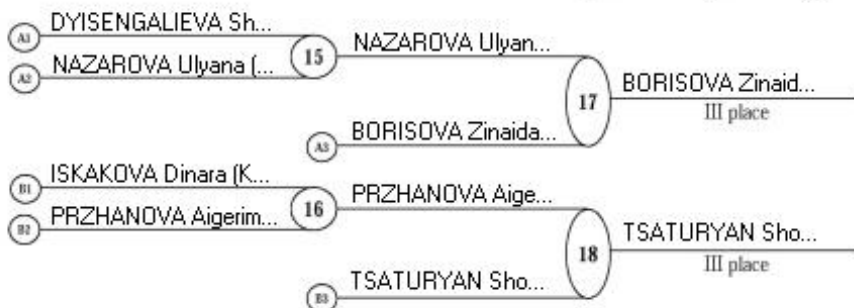 A1 DYISENGALIEVA Sh...
15 NAZAROVA Ulyan...
A2 NAZAROVA Ulyana (...
17 BORISOVA Zinaid...
III place
A3 BORISOVA Zinaida...
B1 ISKAKOVA Dinara (K...
16 PRZHANOVA Aige...
B2 PRZHANOVA Aigerim...
18 TSATURYAN Sho...
III place
B3 TSATURYAN Sho...